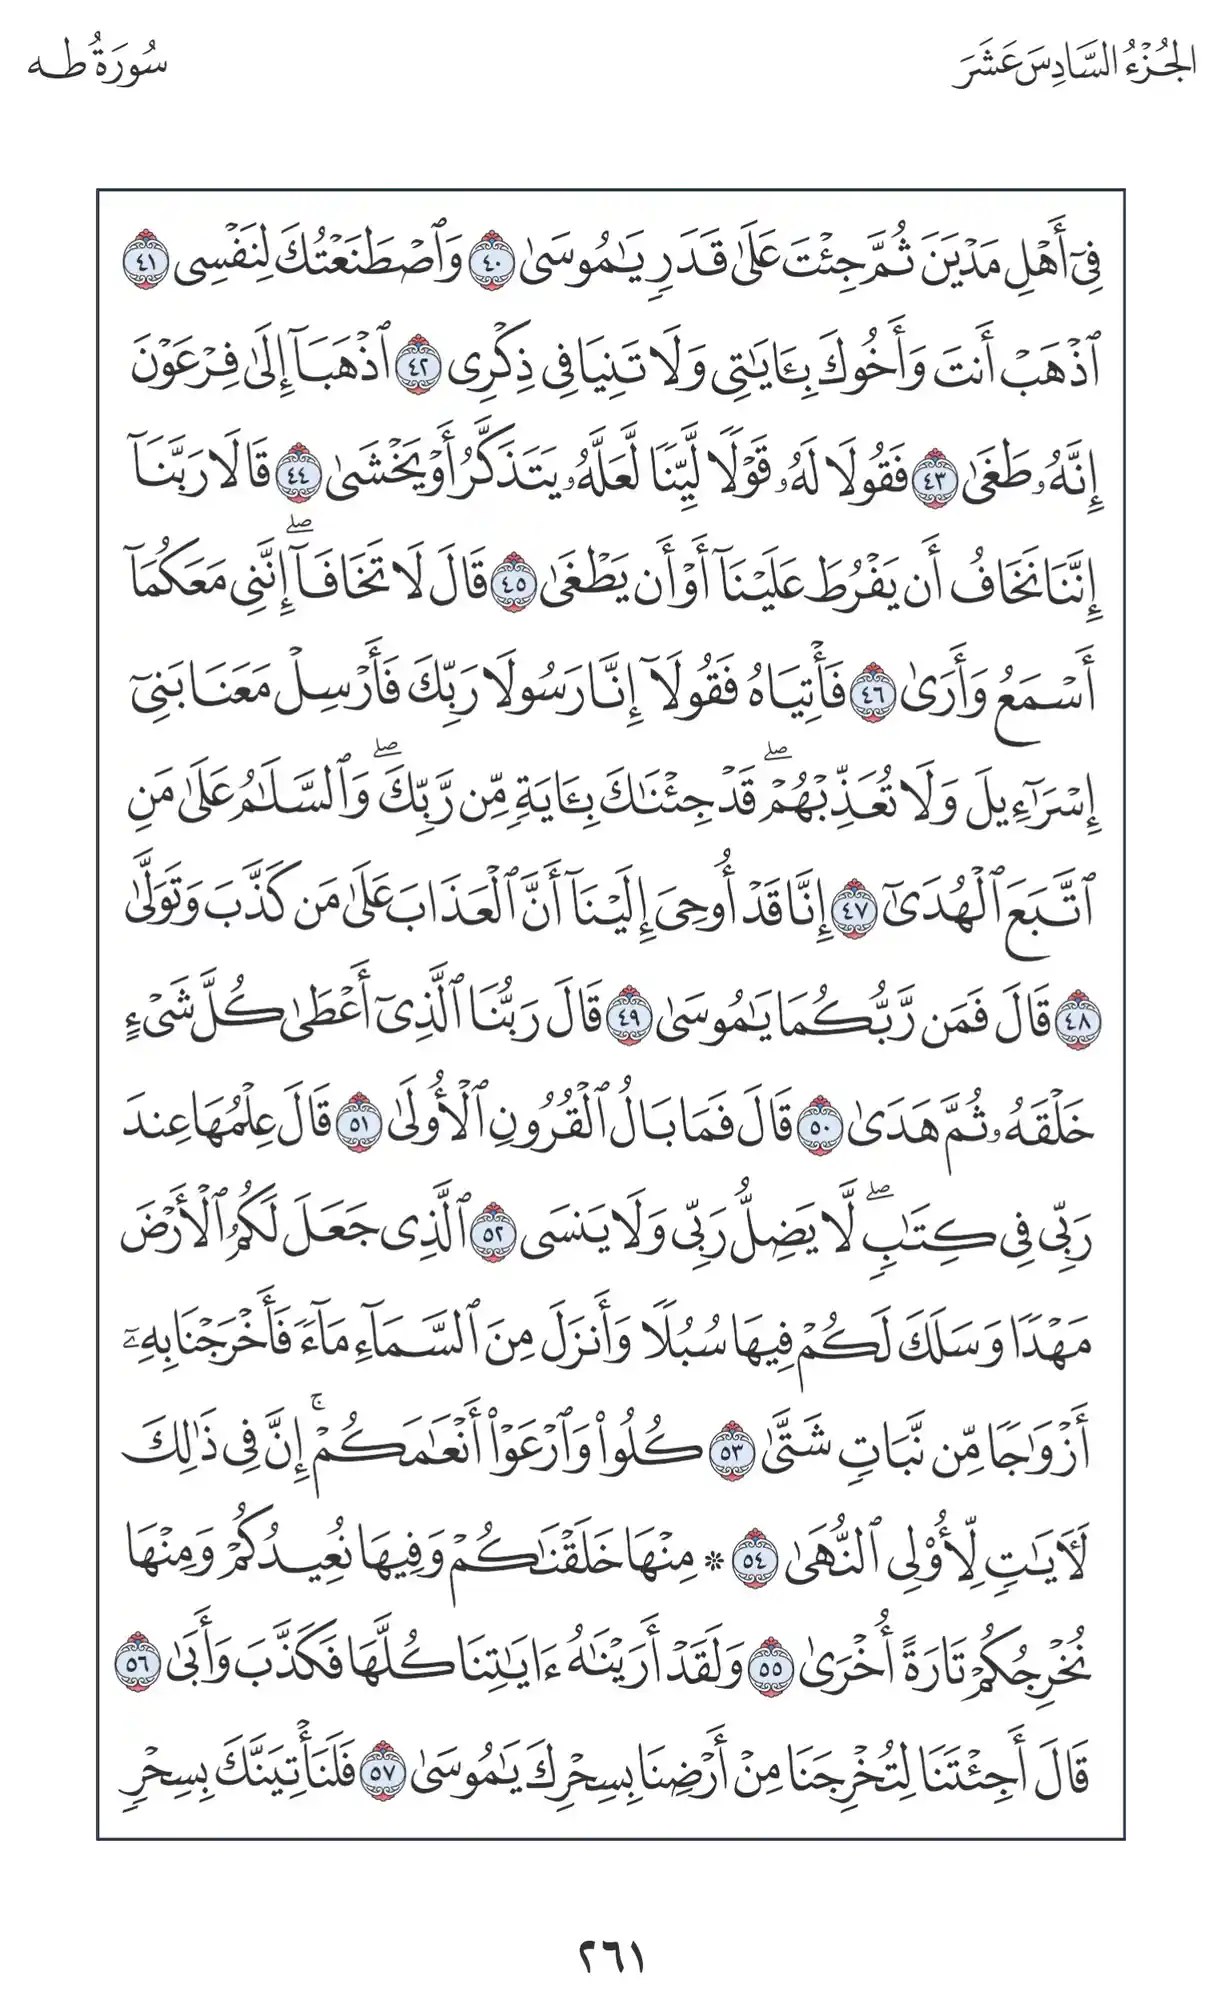 الجُزْءُ السَّادِسَ عَشَرَ
سُورَةُ طه
فِىٓ أَهْلِ مَدْيَنَ ثُمَّ جِئْتَ عَلَىٰ قَدَرٍ يَـٰمُوسَىٰ ٤٠ وَٱصْطَنَعْتُكَ لِنَفْسِى ٤١
ٱذْهَبْ أَنتَ وَأَخُوكَ بِـَٔايَـٰتِى وَلَا تَنِيَا فِى ذِكْرِى ٤٢ ٱذْهَبَآ إِلَىٰ فِرْعَوْنَ
إِنَّهُۥ طَغَىٰ ٤٣ فَقُولَا لَهُۥ قَوْلًا لَّيِّنًا لَّعَلَّهُۥ يَتَذَكَّرُ أَوْ يَخْشَىٰ ٤٤ قَالَا رَبَّنَآ
إِنَّنَا نَخَافُ أَن يَفْرُطَ عَلَيْنَآ أَوْ أَن يَطْغَىٰ ٤٥ قَالَ لَا تَخَافَآ ۖ إِنَّنِى مَعَكُمَآ
أَسْمَعُ وَأَرَىٰ ٤٦ فَأْتِيَاهُ فَقُولَآ إِنَّا رَسُولَا رَبِّكَ فَأَرْسِلْ مَعَنَا بَنِىٓ
إِسْرَٰٓءِيلَ وَلَا تُعَذِّبْهُمْ ۖ قَدْ جِئْنَـٰكَ بِـَٔايَةٍ مِّن رَّبِّكَ ۖ وَٱلسَّلَـٰمُ عَلَىٰ مَنِ
ٱتَّبَعَ ٱلْهُدَىٰٓ ٤٧ إِنَّا قَدْ أُوحِىَ إِلَيْنَآ أَنَّ ٱلْعَذَابَ عَلَىٰ مَن كَذَّبَ وَتَوَلَّىٰ
٤٨ قَالَ فَمَن رَّبُّكُمَا يَـٰمُوسَىٰ ٤٩ قَالَ رَبُّنَا ٱلَّذِىٓ أَعْطَىٰ كُلَّ شَىْءٍ
خَلْقَهُۥ ثُمَّ هَدَىٰ ٥٠ قَالَ فَمَا بَالُ ٱلْقُرُونِ ٱلْأُولَىٰ ٥١ قَالَ عِلْمُهَا عِندَ
رَبِّى فِى كِتَـٰبٍ ۖ لَّا يَضِلُّ رَبِّى وَلَا يَنسَى ٥٢ ٱلَّذِى جَعَلَ لَكُمُ ٱلْأَرْضَ
مَهْدًا وَسَلَكَ لَكُمْ فِيهَا سُبُلًا وَأَنزَلَ مِنَ ٱلسَّمَآءِ مَآءً فَأَخْرَجْنَا بِهِۦٓ
أَزْوَٰجًا مِّن نَّبَاتٍ شَتَّىٰ ٥٣ كُلُوا۟ وَٱرْعَوْا۟ أَنْعَـٰمَكُمْ ۚ إِنَّ فِى ذَٰلِكَ
لَـَٔايَـٰتٍ لِّأُو۟لِى ٱلنُّهَىٰ ٥٤ * مِنْهَا خَلَقْنَـٰكُمْ وَفِيهَا نُعِيدُكُمْ وَمِنْهَا
نُخْرِجُكُمْ تَارَةً أُخْرَىٰ ٥٥ وَلَقَدْ أَرَيْنَـٰهُ ءَايَـٰتِنَا كُلَّهَا فَكَذَّبَ وَأَبَىٰ ٥٦
قَالَ أَجِئْتَنَا لِتُخْرِجَنَا مِنْ أَرْضِنَا بِسِحْرِكَ يَـٰمُوسَىٰ ٥٧ فَلَنَأْتِيَنَّكَ بِسِحْرٍ
٢٦١